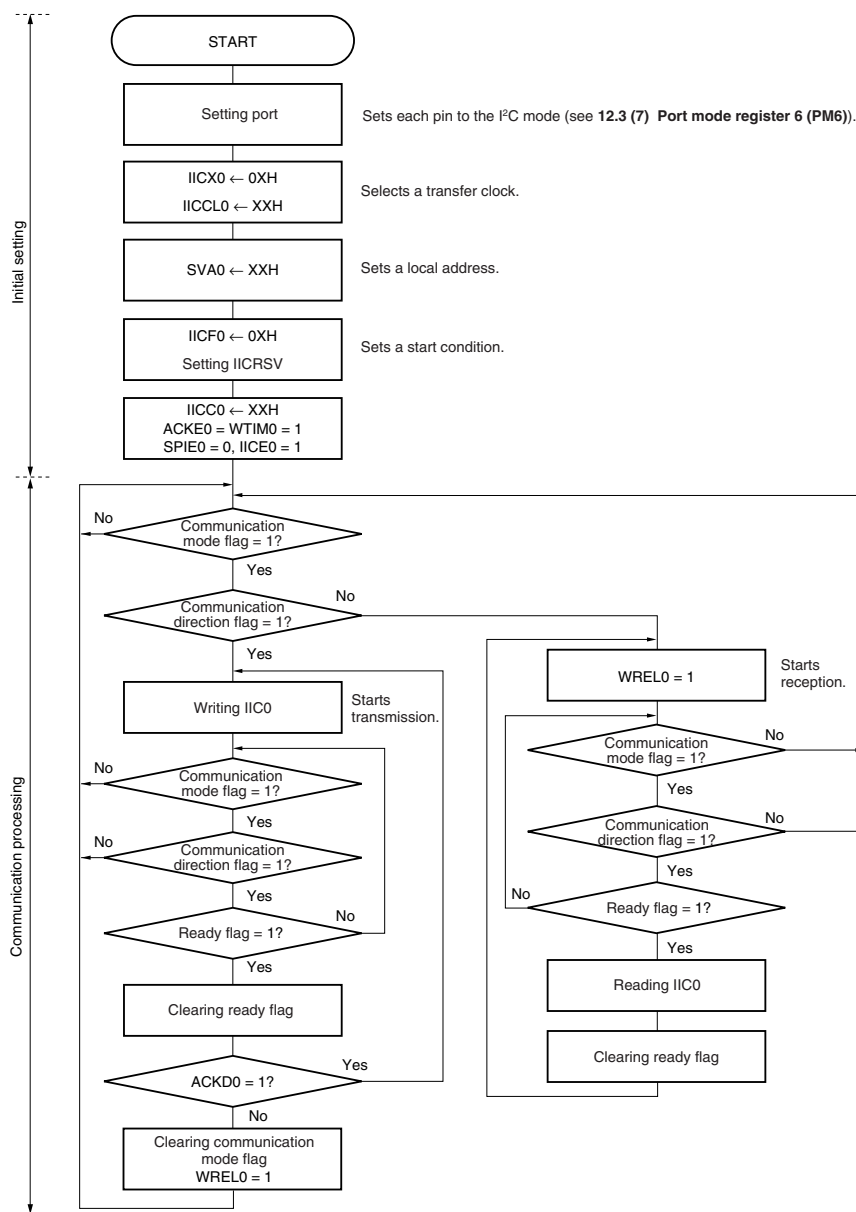 START
Setting port
Sets each pin to the I²C mode (see 12.3 (7) Port mode register 6 (PM6)).
IICX0 ← 0XH
IICCL0 ← XXH
Selects a transfer clock.
SVA0 ← XXH
Sets a local address.
IICF0 ← 0XH
Setting IICRSV
Sets a start condition.
IICC0 ← XXH
ACKE0 = WTIM0 = 1
SPIE0 = 0, IICE0 = 1
Initial setting
Communication processing
No
Communication
mode flag = 1?
Yes
Communication
direction flag = 1?
No
Yes
Writing IIC0
Starts
transmission.
No
Communication
mode flag = 1?
Yes
No
Communication
direction flag = 1?
Yes
Ready flag = 1?
No
Yes
Clearing ready flag
ACKD0 = 1?
Yes
No
Clearing communication
mode flag
WREL0 = 1
WREL0 = 1
Starts
reception.
Communication
mode flag = 1?
No
Yes
Communication
direction flag = 1?
No
Yes
No
Ready flag = 1?
Yes
Reading IIC0
Clearing ready flag